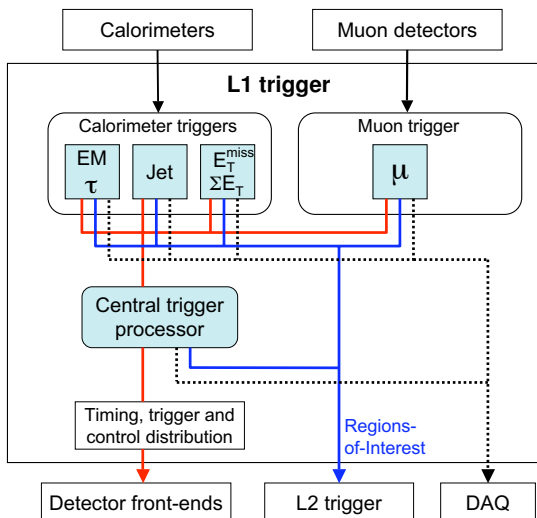 Calorimeters
Muon detectors
L1 trigger
Calorimeter triggers
Muon trigger
EM
τ
Jet
E_T^miss
ΣE_T
μ
Central trigger
processor
Timing, trigger and
control distribution
Regions-
of-Interest
Detector front-ends
L2 trigger
DAQ